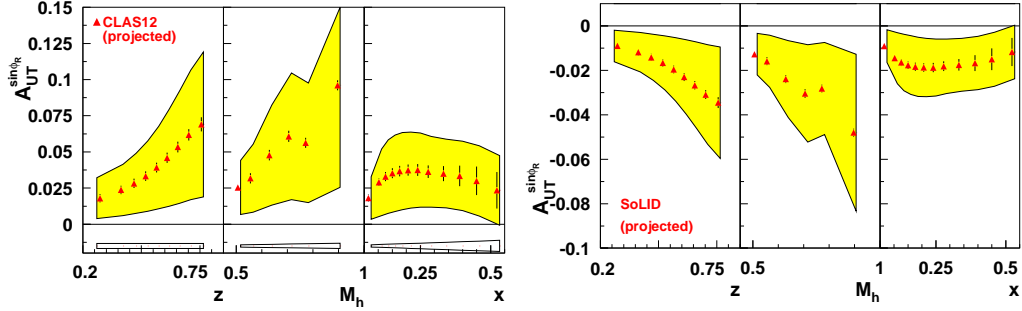 0.15
0.125
0.1
0.075
0.05
0.025
0
A_UT^sinφ_R
CLAS12
(projected)
0.2 0.75 0.5 1 0.25 0.5
z M_h x
0
-0.02
-0.04
-0.06
-0.08
-0.1
A_UT^sinφ_R
SoLID
(projected)
0.2 0.75 0.5 1 0.25 0.5
z M_h x